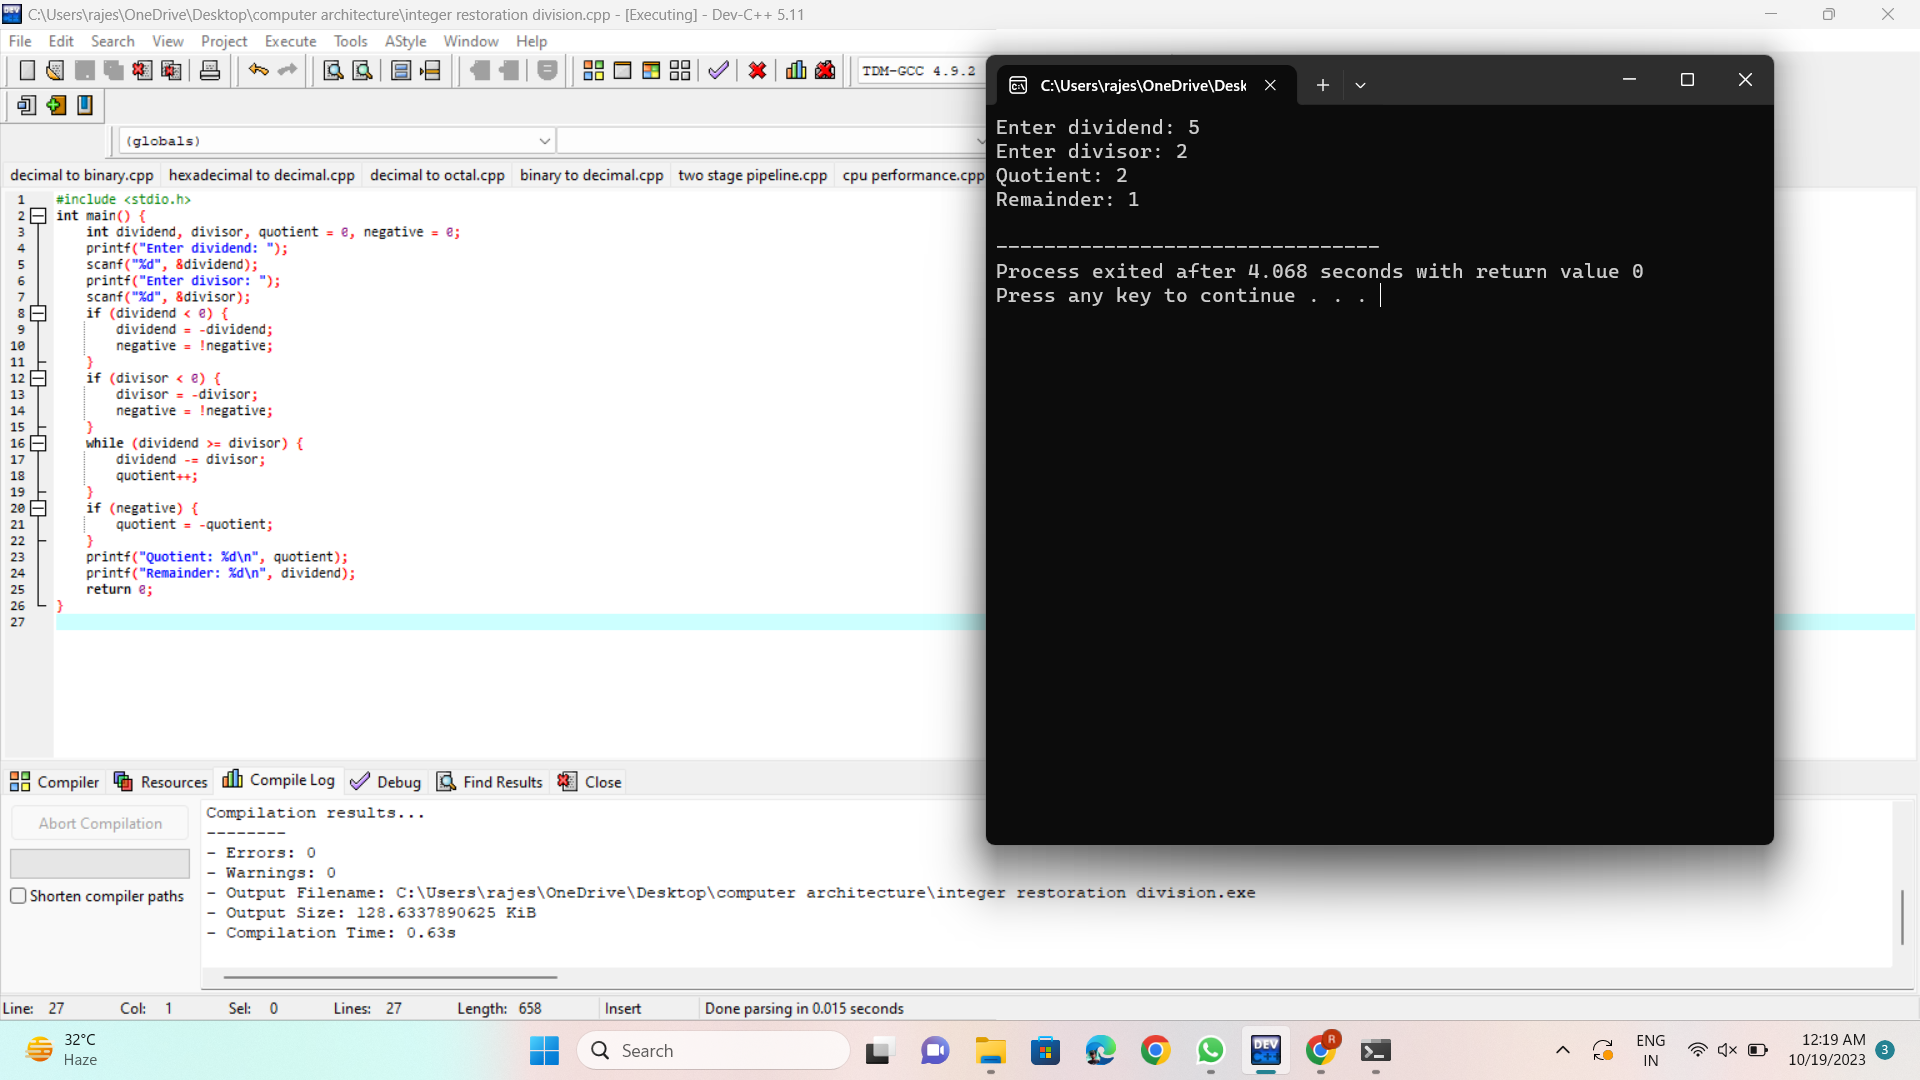 C:\Users\rajes\OneDrive\Desktop\computer architecture\integer restoration division.cpp - [Executing] - Dev-C++ 5.11
File Edit Search View Project Execute Tools AStyle Window Help
TDM-GCC 4.9.2
(globals)
decimal to binary.cpp hexadecimal to decimal.cpp decimal to octal.cpp binary to decimal.cpp two stage pipeline.cpp cpu performance.cpp
1 #include <stdio.h>
2 int main() {
3 int dividend, divisor, quotient = 0, negative = 0;
4 printf("Enter dividend: ");
5 scanf("%d", &dividend);
6 printf("Enter divisor: ");
7 scanf("%d", &divisor);
8 if (dividend < 0) {
9 dividend = -dividend;
10 negative = !negative;
11 }
12 if (divisor < 0) {
13 divisor = -divisor;
14 negative = !negative;
15 }
16 while (dividend >= divisor) {
17 dividend -= divisor;
18 quotient++;
19 }
20 if (negative) {
21 quotient = -quotient;
22 }
23 printf("Quotient: %d\n", quotient);
24 printf("Remainder: %d\n", dividend);
25 return 0;
26 }
27
C:\Users\rajes\OneDrive\Desk
Enter dividend: 5
Enter divisor: 2
Quotient: 2
Remainder: 1
--------------------------------
Process exited after 4.068 seconds with return value 0
Press any key to continue . . .
Compiler Resources Compile Log Debug Find Results Close
Abort Compilation
Shorten compiler paths
Compilation results...
--------
- Errors: 0
- Warnings: 0
- Output Filename: C:\Users\rajes\OneDrive\Desktop\computer architecture\integer restoration division.exe
- Output Size: 128.6337890625 KiB
- Compilation Time: 0.63s
Line: 27 Col: 1 Sel: 0 Lines: 27 Length: 658 Insert Done parsing in 0.015 seconds
32°C
Haze
Search
DEV C++
R
ENG
IN
12:19 AM
10/19/2023
3